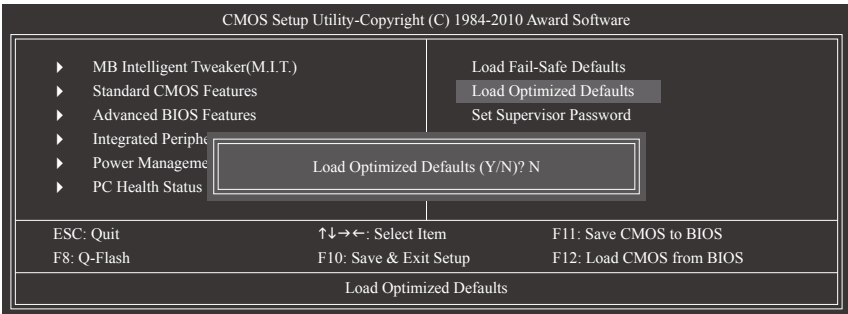 CMOS Setup Utility-Copyright (C) 1984-2010 Award Software
MB Intelligent Tweaker(M.I.T.)
Standard CMOS Features
Advanced BIOS Features
Integrated Periphe
Power Manageme
PC Health Status
Load Fail-Safe Defaults
Load Optimized Defaults
Set Supervisor Password
Load Optimized Defaults (Y/N)? N
ESC: Quit
↑↓→←: Select Item
F11: Save CMOS to BIOS
F8: Q-Flash
F10: Save & Exit Setup
F12: Load CMOS from BIOS
Load Optimized Defaults